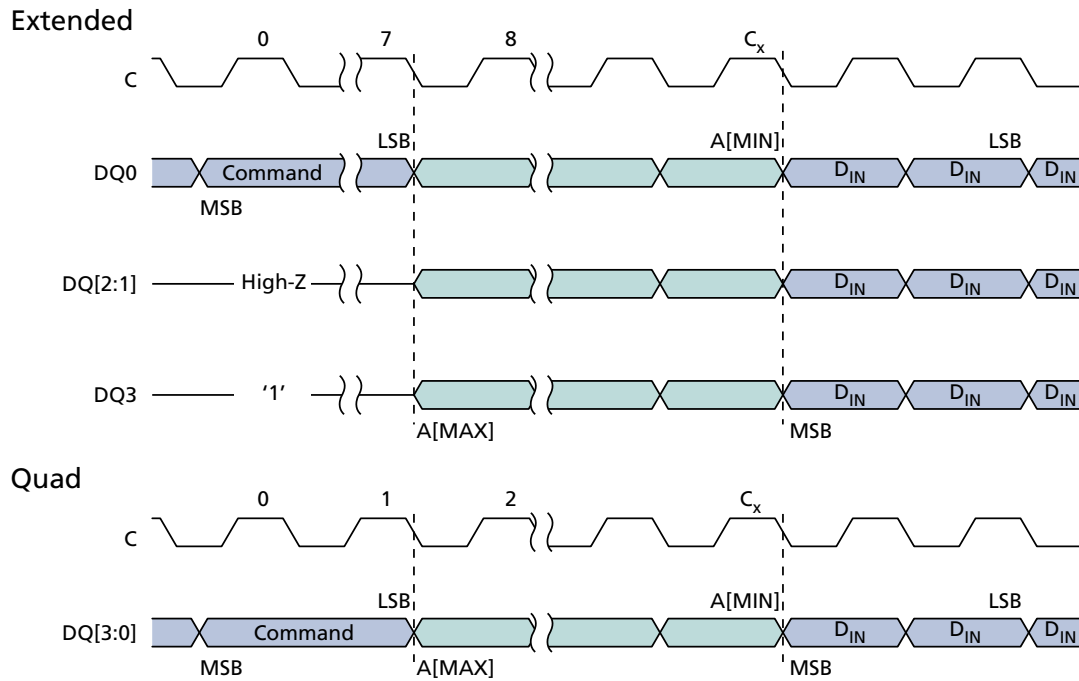 Extended
0 7 8 Cx
C
LSB A[MIN] LSB
DQ0 Command DIN DIN DIN
MSB
DQ[2:1] High-Z DIN DIN DIN
DQ3 '1' DIN DIN DIN
A[MAX] MSB
Quad
0 1 2 Cx
C
LSB A[MIN] LSB
DQ[3:0] Command DIN DIN DIN
MSB A[MAX] MSB